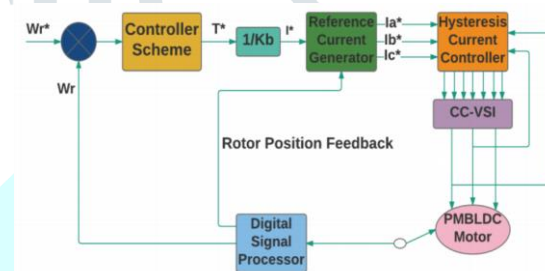 Wr*
Controller
Scheme
T*
1/Kb
I*
Reference
Current
Generator
Ia*
Ib*
Ic*
Hysteresis
Current
Controller
Wr
CC-VSI
Rotor Position Feedback
Digital
Signal
Processor
PMBLDC
Motor